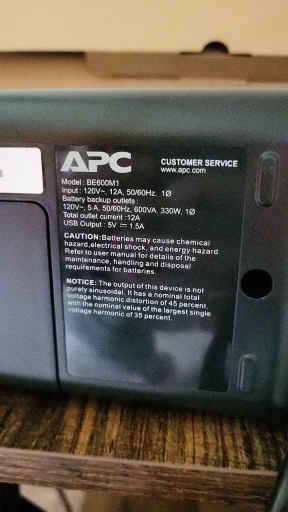 APC
CUSTOMER SERVICE
www.apc.com
Model : BE600M1
Input : 120V~, 12A, 50/60Hz, 1Ø
Battery backup outlets :
120V~, 5 A, 50/60Hz, 600VA, 330W, 1Ø
Total outlet current :12A
USB Output : 5V ⎓ 1.5A
CAUTION: Batteries may cause chemical
hazard,electrical shock, and energy hazard
Refer to user manual for details of the
maintenance, handling and disposal
requirements for batteries.
NOTICE: The output of this device is not
purely sinusoidal. It has a nominal total
voltage harmonic distortion of 45 percent,
with the nominal value of the largest single
voltage harmonic of 35 percent.